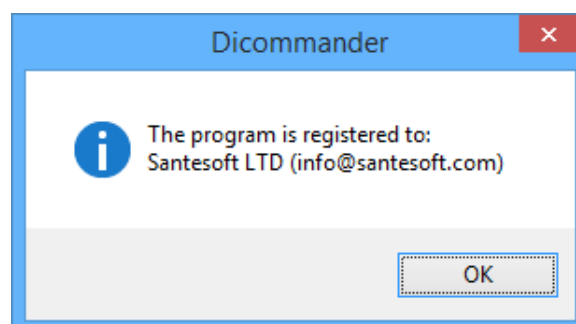 Dicommander
The program is registered to:
Santesoft LTD (info@santesoft.com)
OK